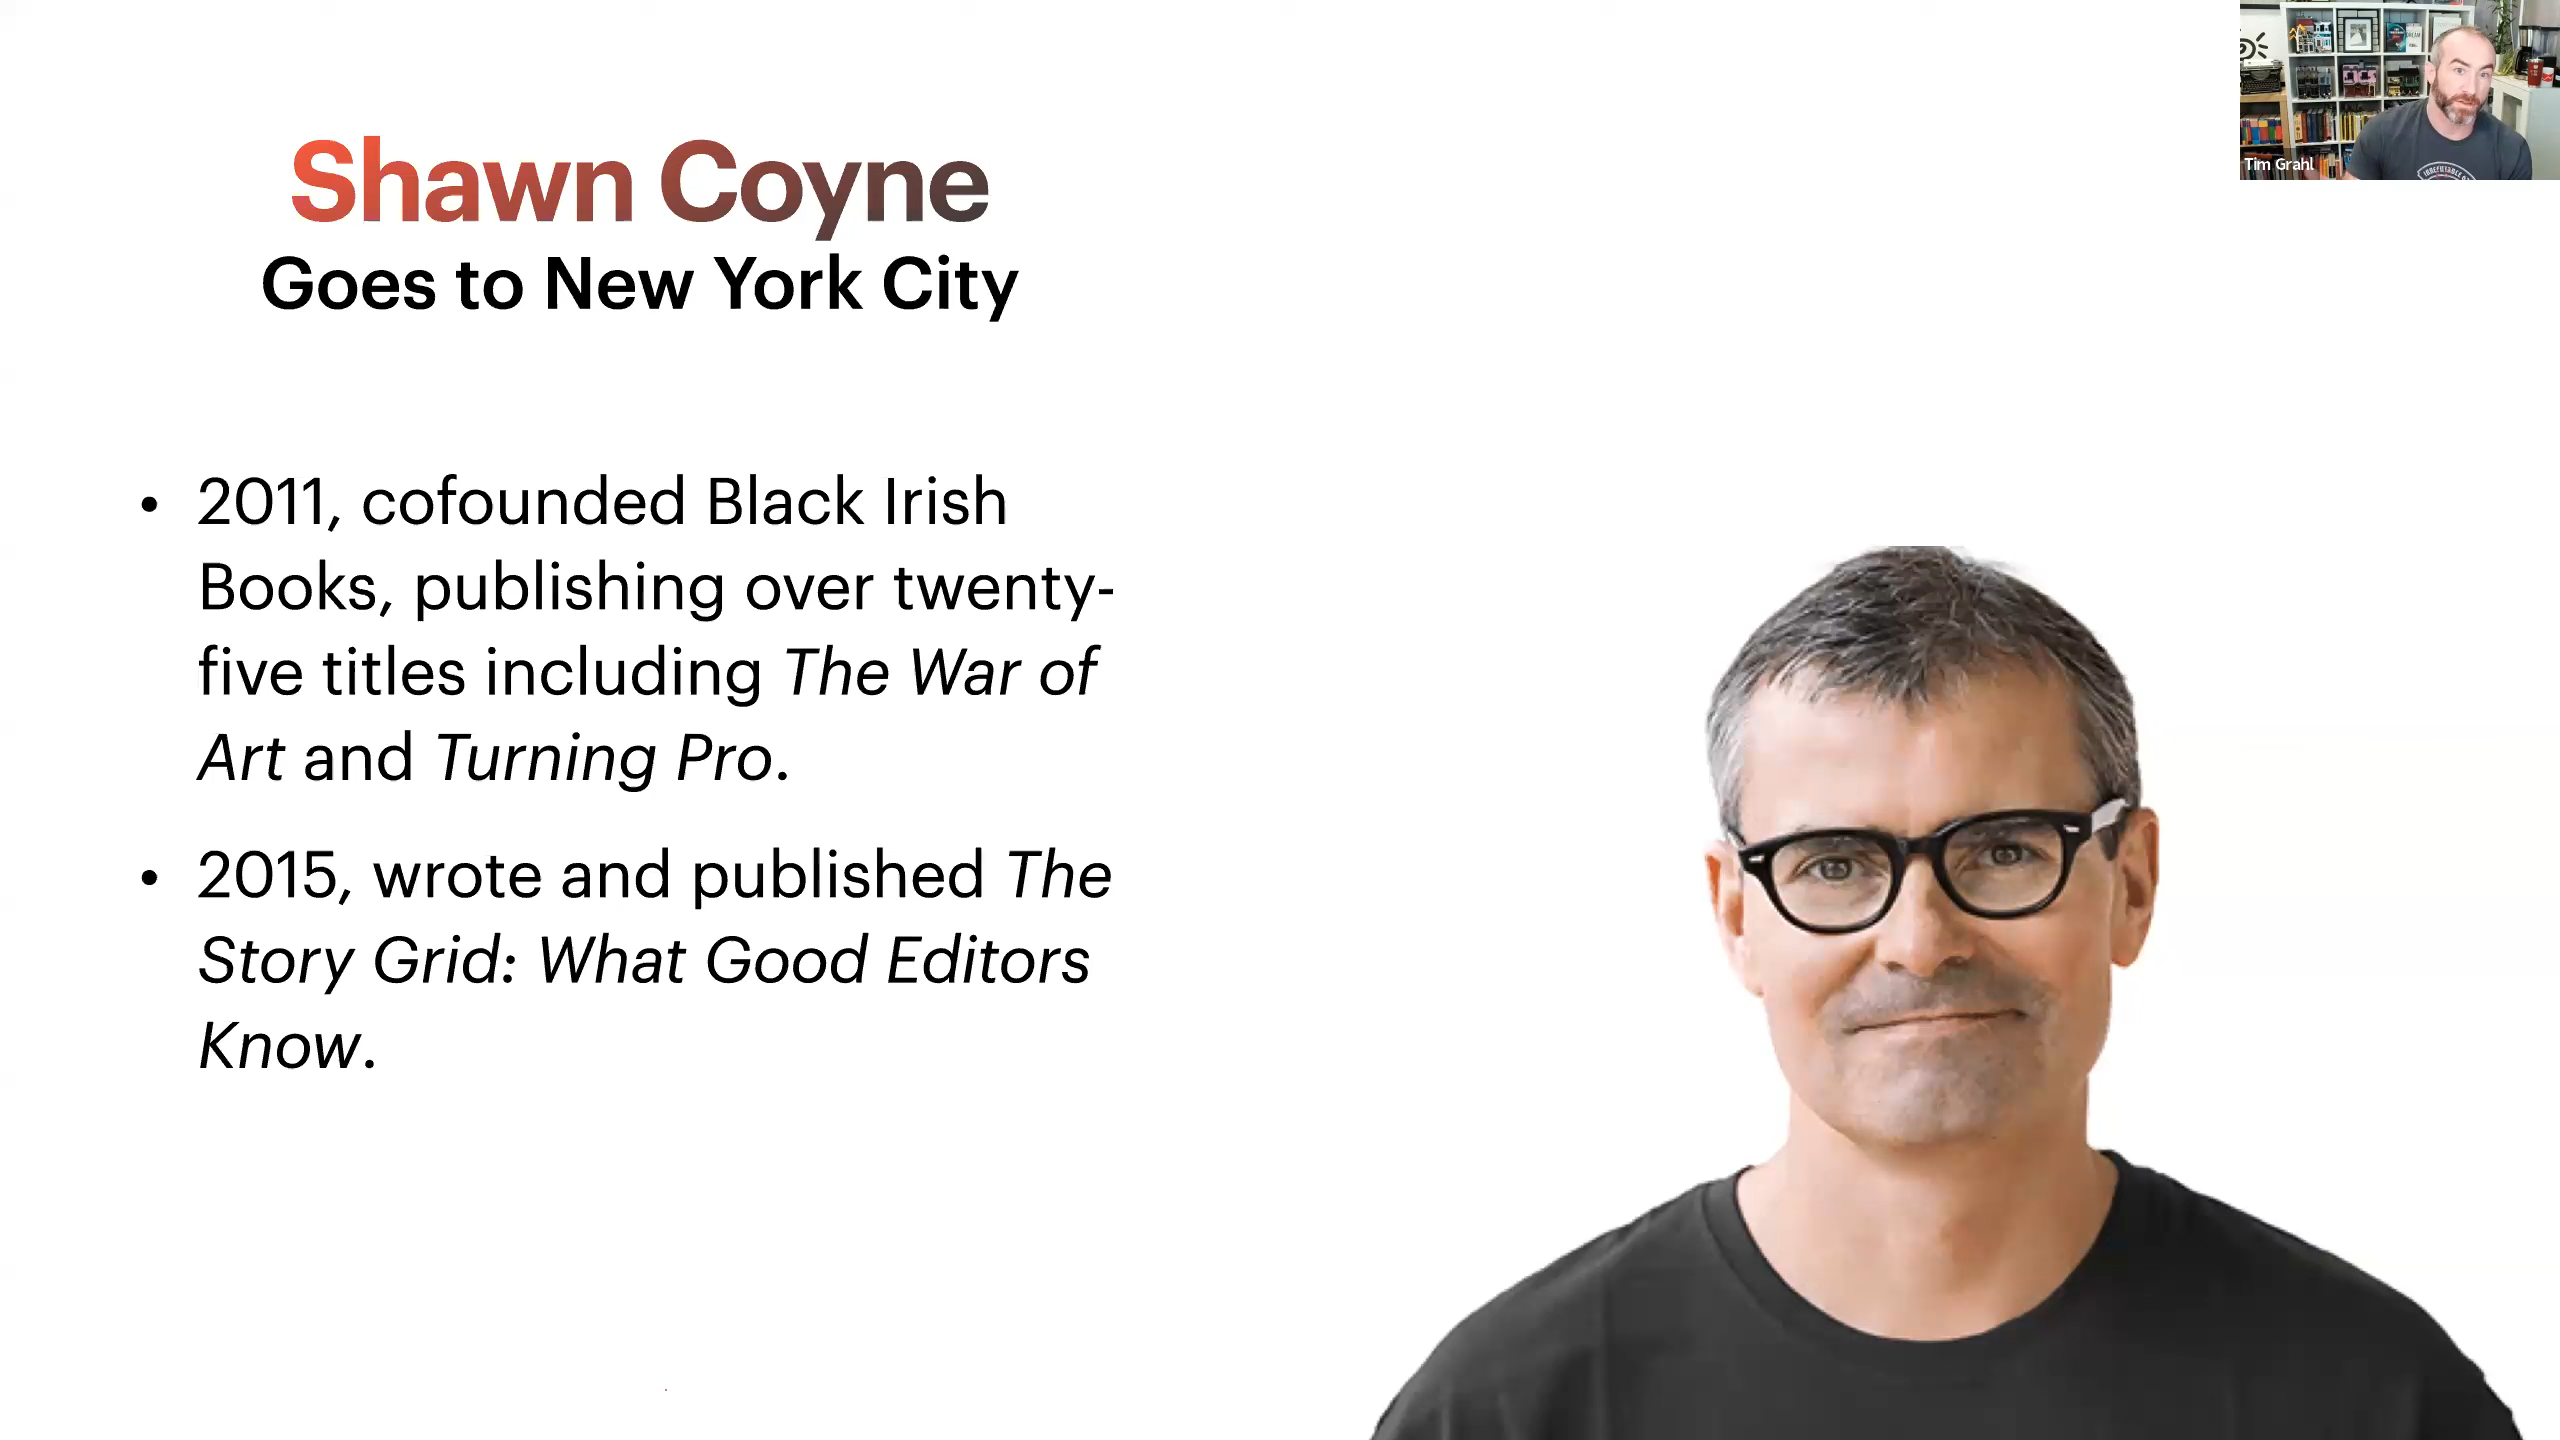 Shawn Coyne
Goes to New York City
• 2011, cofounded Black Irish
Books, publishing over twenty-
five titles including The War of
Art and Turning Pro.
• 2015, wrote and published The
Story Grid: What Good Editors
Know.
Tim Grahl